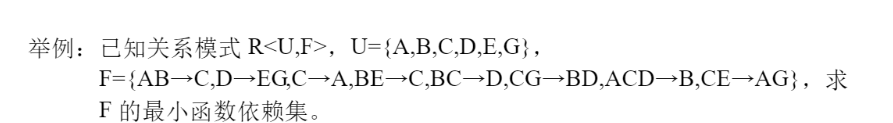 举例：已知关系模式 R<U,F>，U={A,B,C,D,E,G}，
F={AB→C,D→EG,C→A,BE→C,BC→D,CG→BD,ACD→B,CE→AG}，求
F 的最小函数依赖集。